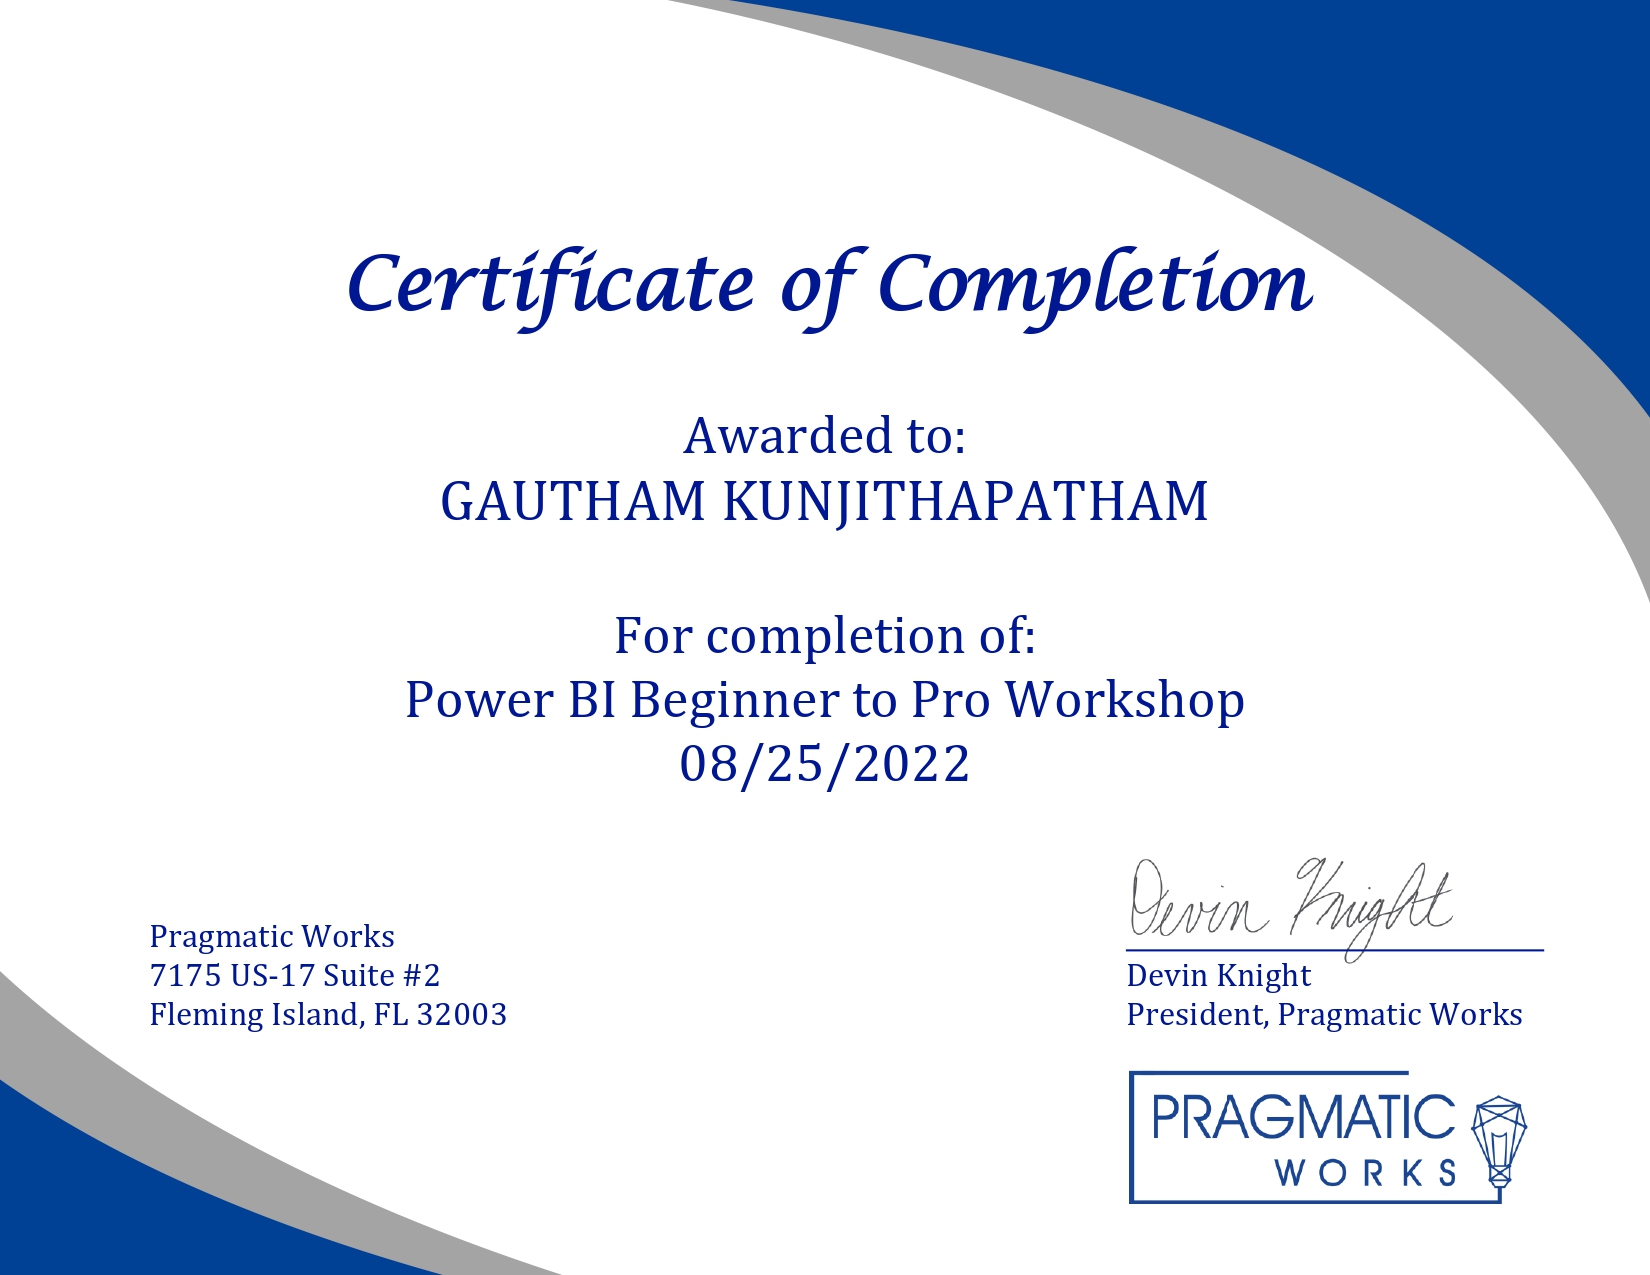 Certificate of Completion
Awarded to:
GAUTHAM KUNJITHAPATHAM
For completion of:
Power BI Beginner to Pro Workshop
08/25/2022
Pragmatic Works
7175 US-17 Suite #2
Fleming Island, FL 32003
Devin Knight
Devin Knight
President, Pragmatic Works
PRAGMATIC
WORKS